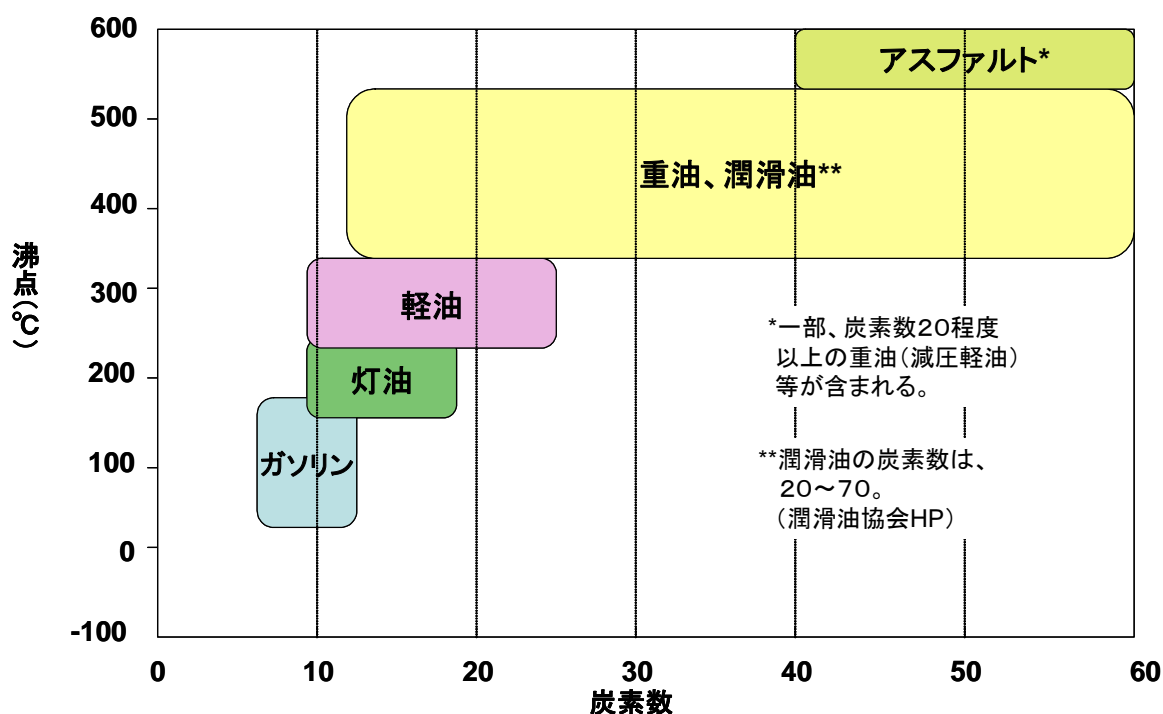 600
500
400
300
200
100
0
-100
沸点(℃)
アスファルト*
重油、潤滑油**
軽油
灯油
ガソリン
*一部、炭素数20程度
以上の重油(減圧軽油)
等が含まれる。
**潤滑油の炭素数は、
20～70。
(潤滑油協会HP)
0 10 20 30 40 50 60
炭素数